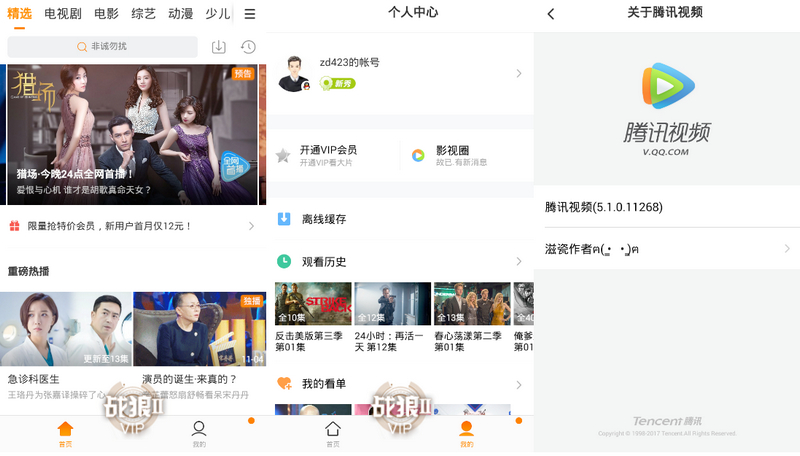 精选 电视剧 电影 综艺 动漫 少儿
非诚勿扰
预告
猎场
全网首播
猎场·今晚24点全网首播！
爱恨与心机 谁才是胡歌真命天女？
限量抢特价会员，新用户首月仅12元！
重磅热播
独播
更新至13集
11-04
急诊科医生
演员的诞生·来真的？
王珞丹为张嘉译操碎了心
章子怡怒怼舒畅看呆宋丹丹
战狼II
VIP
首页
我的
个人中心
zd423的帐号
新秀
开通VIP会员
开通VIP看大片
影视圈
故已.有新消息
离线缓存
观看历史
全10集
全12集
全13集
全40
反击美版第三季 第01集
24小时：再活一天 第12集
春心荡漾第二季 第01集
俺爹 第01集
我的看单
战狼II
VIP
首页
我的
关于腾讯视频
腾讯视频
V.QQ.COM
腾讯视频(5.1.0.11268)
滋瓷作者ฅ(•̀ •́)ฅ
Tencent 腾讯
Copyright © 1998-2017 Tencent.All Rights Reserved.